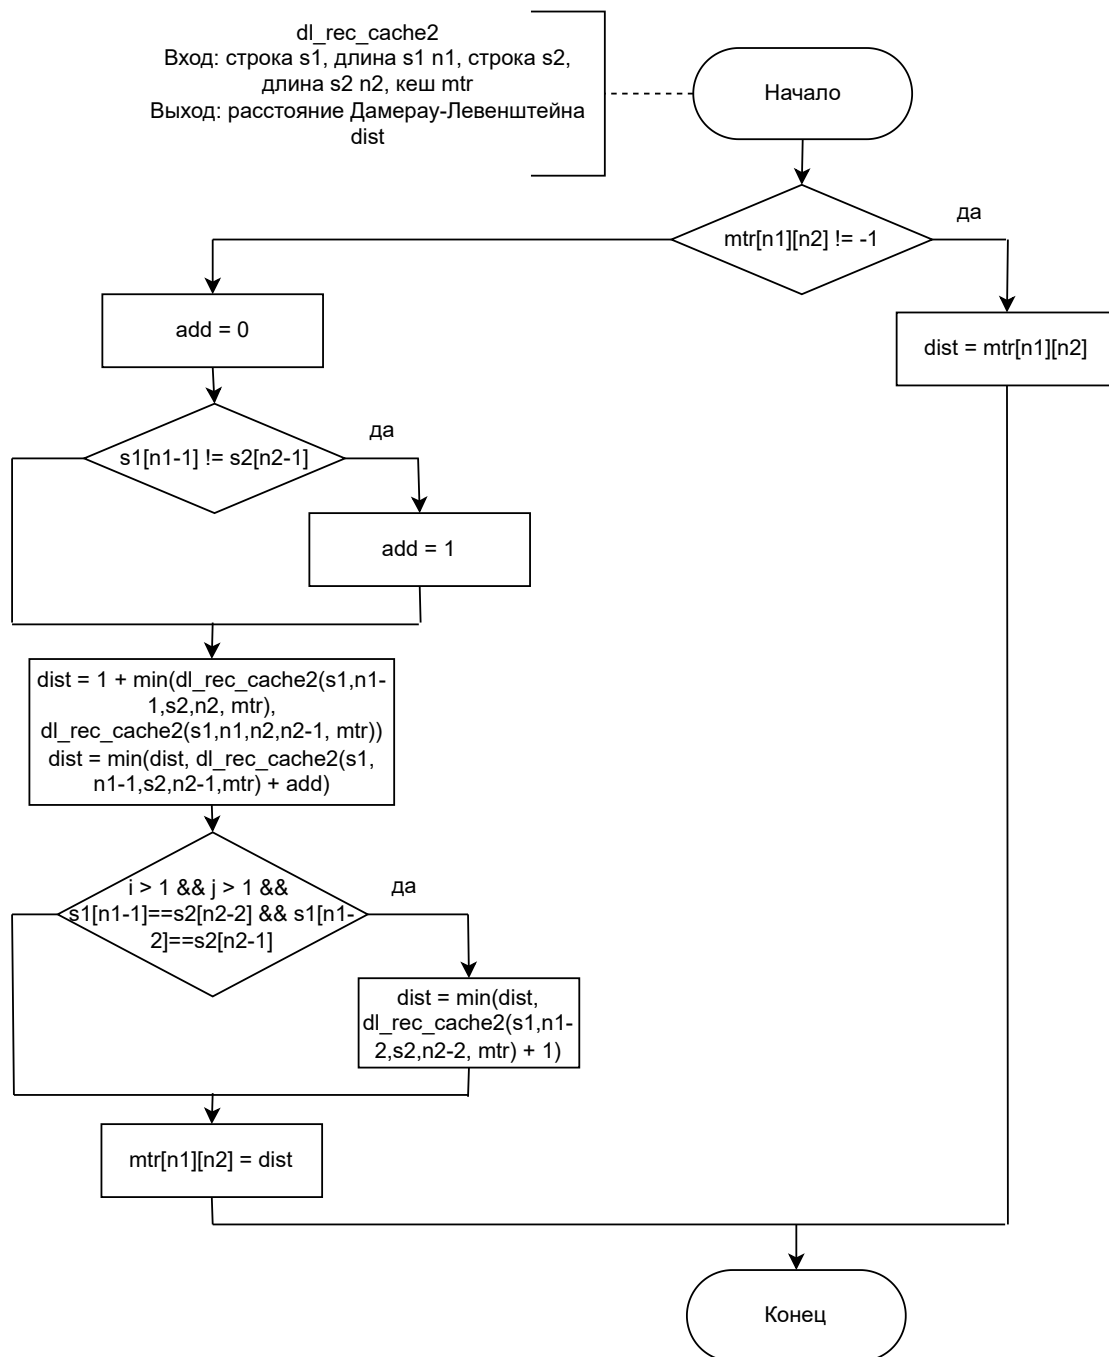 dl_rec_cache2
Вход: строка s1, длина s1 n1, строка s2,
длина s2 n2, кеш mtr
Выход: расстояние Дамерау-Левенштейна
dist
Начало
mtr[n1][n2] != -1
да
add = 0
dist = mtr[n1][n2]
s1[n1-1] != s2[n2-1]
да
add = 1
dist = 1 + min(dl_rec_cache2(s1,n1-
1,s2,n2, mtr),
dl_rec_cache2(s1,n1,n2,n2-1, mtr))
dist = min(dist, dl_rec_cache2(s1,
n1-1,s2,n2-1,mtr) + add)
i > 1 && j > 1 &&
s1[n1-1]==s2[n2-2] && s1[n1-
2]==s2[n2-1]
да
dist = min(dist,
dl_rec_cache2(s1,n1-
2,s2,n2-2, mtr) + 1)
mtr[n1][n2] = dist
Конец